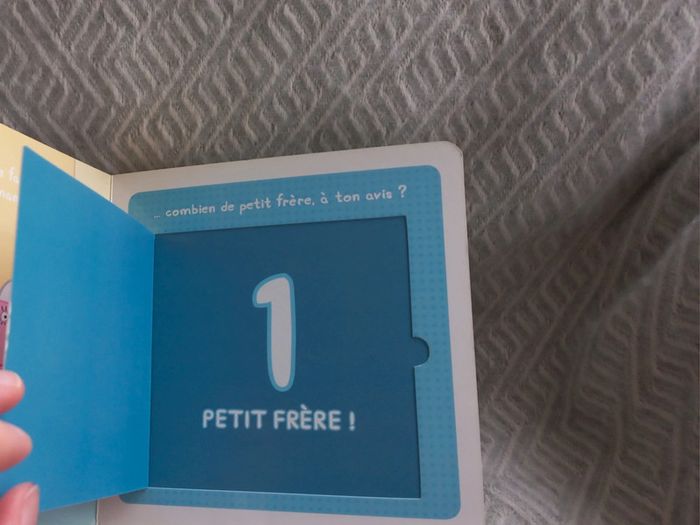 ... combien de petit frère, à ton avis ?
1
PETIT FRÈRE !